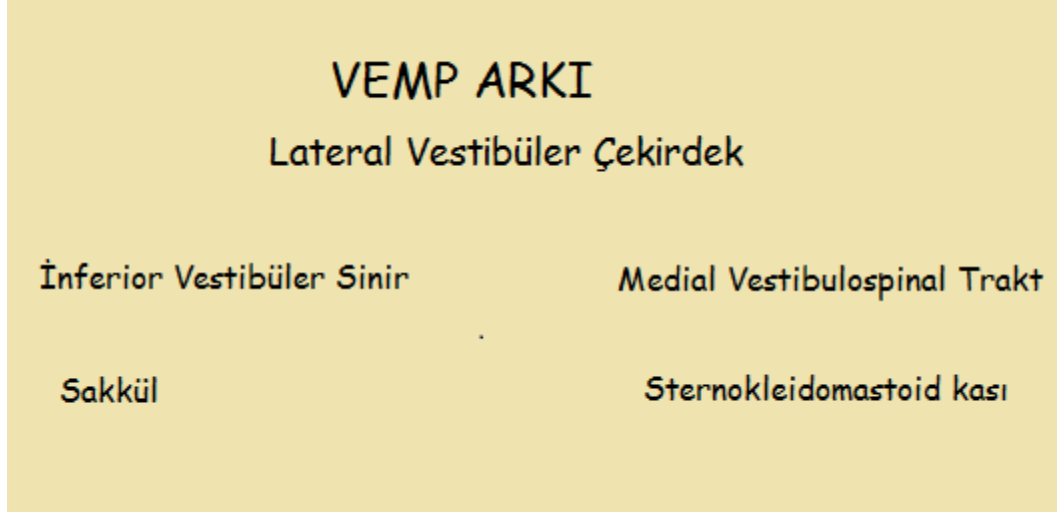 VEMP ARKI
Lateral Vestibüler Çekirdek
İnferior Vestibüler Sinir
Medial Vestibulospinal Trakt
Sakkül
Sternokleidomastoid kası